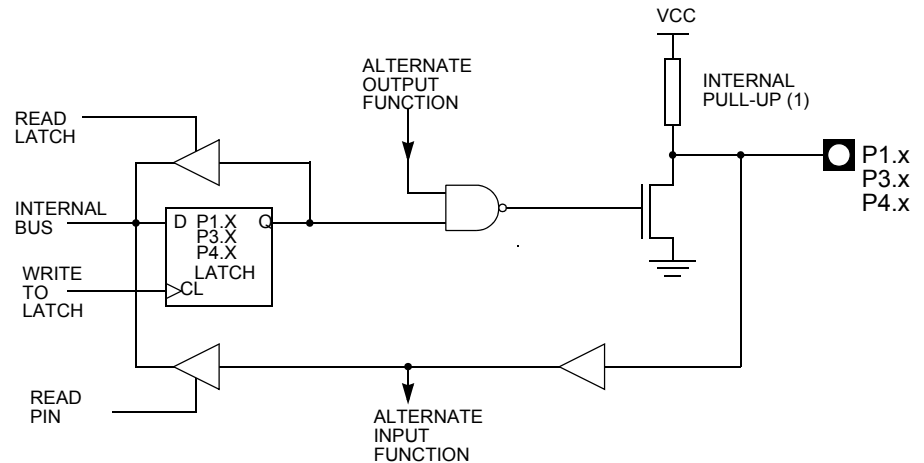 VCC
ALTERNATE
OUTPUT
FUNCTION
INTERNAL
PULL-UP (1)
READ
LATCH
P1.x
P3.x
P4.x
INTERNAL
BUS
D P1.X Q
P3.X
P4.X
LATCH
CL
WRITE
TO
LATCH
READ
PIN
ALTERNATE
INPUT
FUNCTION